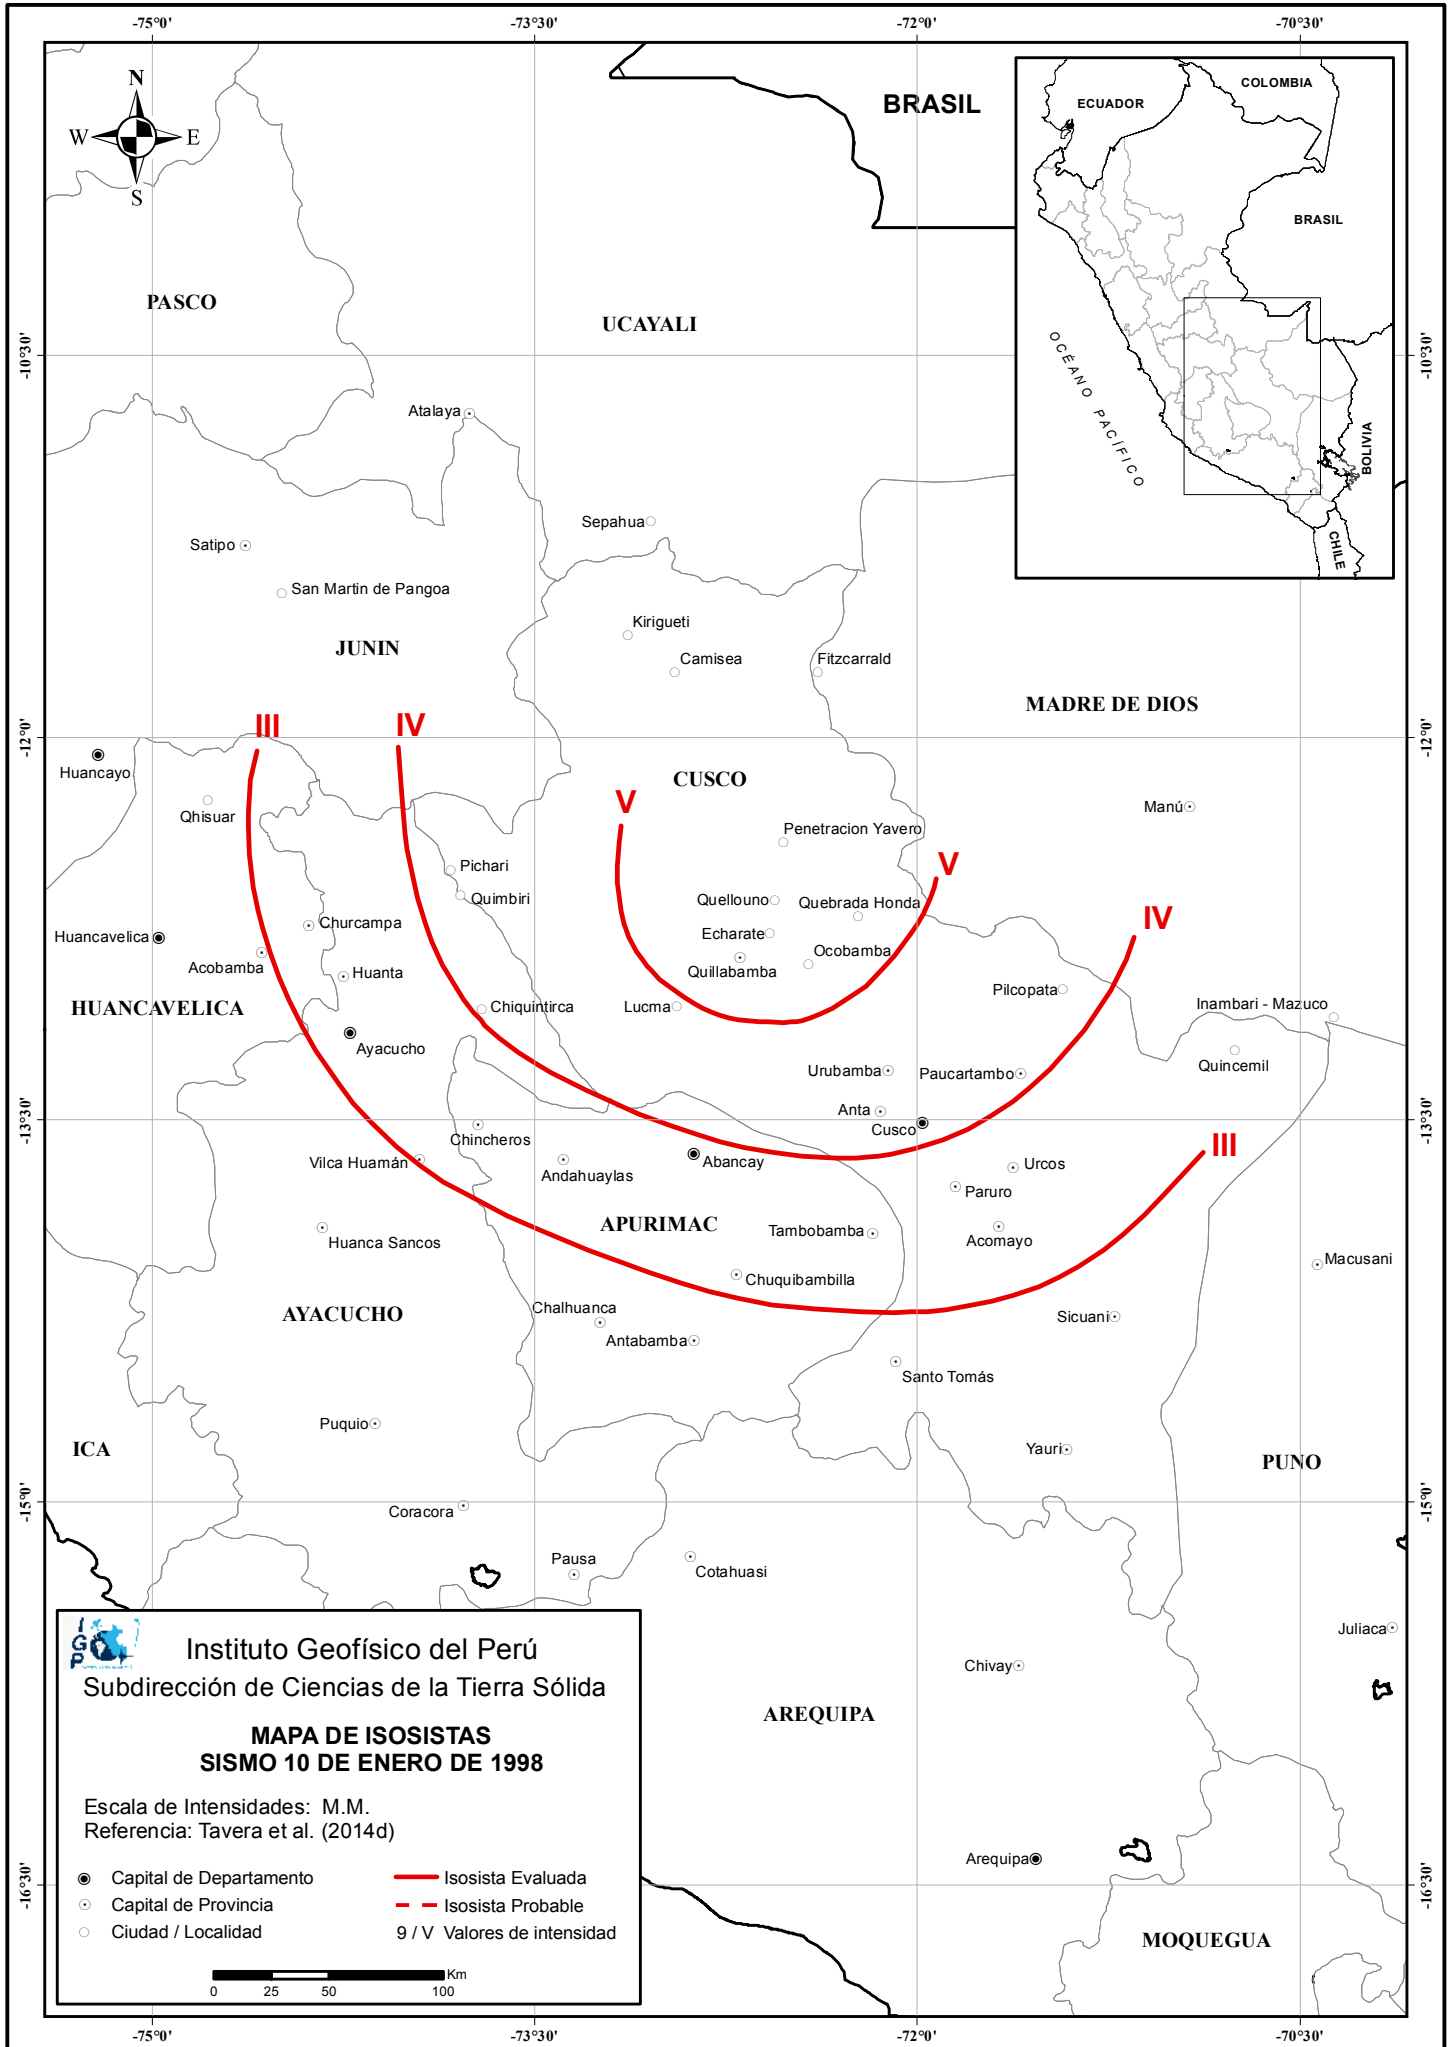 -75°0'
-73°30'
-72°0'
-70°30'
N
W
E
S
BRASIL
COLOMBIA
ECUADOR
BRASIL
OCÉANO PACÍFICO
BOLIVIA
CHILE
PASCO
UCAYALI
-10°30'
-10°30'
Atalaya
Sepahua
Satipo
San Martin de Pangoa
Kirigueti
JUNIN
Camisea
Fitzcarrald
MADRE DE DIOS
III
IV
-12°0'
-12°0'
Huancayo
CUSCO
V
Manú
Qhisuar
Penetracion Yavero
Pichari
V
Quimbiri
Quellouno
Quebrada Honda
IV
Churcampa
Echarate
Huancavelica
Ocobamba
Acobamba
Huanta
Quillabamba
Pilcopata
HUANCAVELICA
Chiquintirca
Lucma
Inambari - Mazuco
Ayacucho
Quincemil
Urubamba
Paucartambo
Anta
-13°30'
-13°30'
Cusco
Chincheros
III
Vilca Huamán
Abancay
Andahuaylas
Urcos
Paruro
APURIMAC
Tambobamba
Acomayo
Huanca Sancos
Macusani
Chuquibambilla
AYACUCHO
Chalhuanca
Sicuani
Antabamba
Santo Tomás
Puquio
ICA
Yauri
PUNO
-15°0'
-15°0'
Coracora
Pausa
Cotahuasi
Juliaca
Chivay
AREQUIPA
Arequipa
-16°30'
-16°30'
MOQUEGUA
IGP
Instituto Geofísico del Perú
Subdirección de Ciencias de la Tierra Sólida
MAPA DE ISOSISTAS
SISMO 10 DE ENERO DE 1998
Escala de Intensidades: M.M.
Referencia: Tavera et al. (2014d)
Capital de Departamento
Isosista Evaluada
Capital de Provincia
Isosista Probable
Ciudad / Localidad
9 / V Valores de intensidad
Km
0 25 50 100
-75°0'
-73°30'
-72°0'
-70°30'